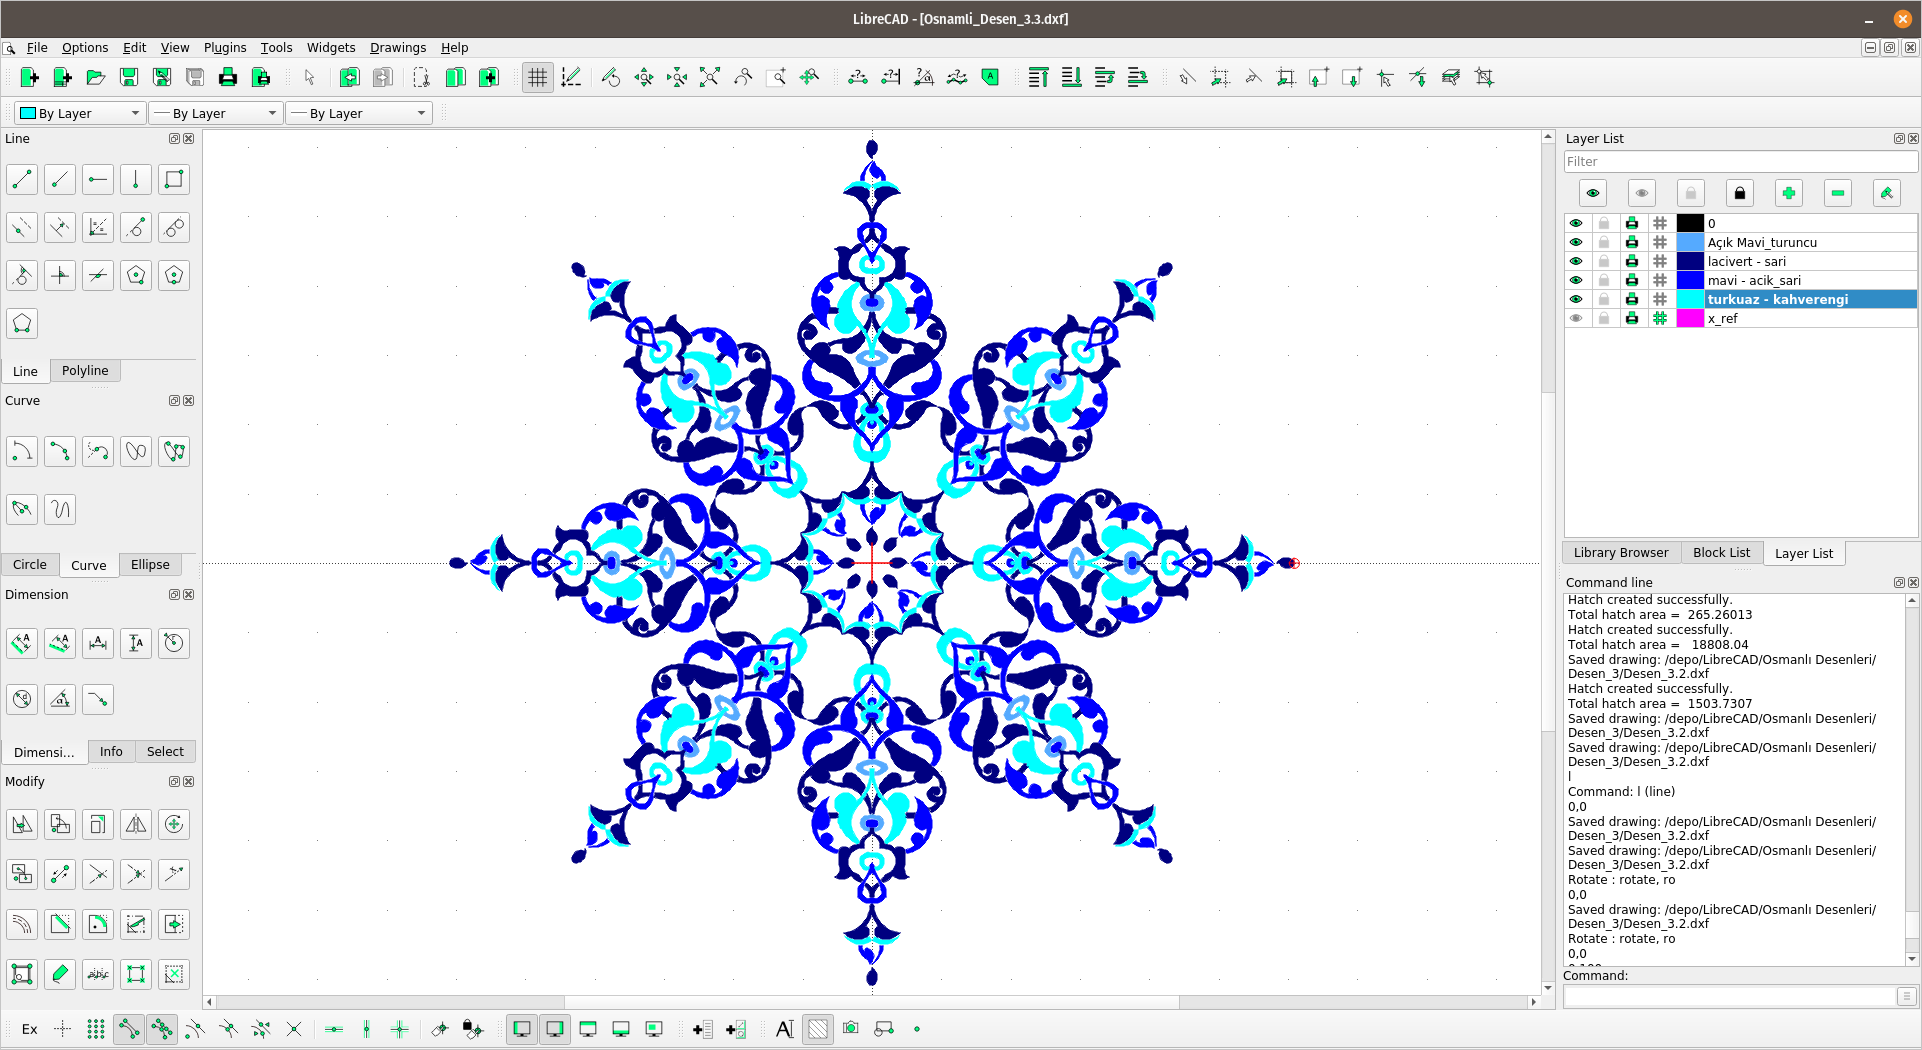 LibreCAD - [Osnamli_Desen_3.3.dxf]
File Options Edit View Plugins Tools Widgets Drawings Help
By Layer By Layer By Layer
Line
Line Polyline
Curve
Circle Curve Ellipse
Dimension
Dimensi... Info Select
Modify
Layer List
Filter
0
Açık Mavi_turuncu
lacivert - sari
mavi - acik_sari
turkuaz - kahverengi
x_ref
Library Browser Block List Layer List
Command line
Hatch created successfully.
Total hatch area = 265.26013
Hatch created successfully.
Total hatch area = 18808.04
Saved drawing: /depo/LibreCAD/Osmanlı Desenleri/
Desen_3/Desen_3.2.dxf
Hatch created successfully.
Total hatch area = 1503.7307
Saved drawing: /depo/LibreCAD/Osmanlı Desenleri/
Desen_3/Desen_3.2.dxf
Saved drawing: /depo/LibreCAD/Osmanlı Desenleri/
Desen_3/Desen_3.2.dxf
l
Command: l (line)
0,0
Saved drawing: /depo/LibreCAD/Osmanlı Desenleri/
Desen_3/Desen_3.2.dxf
Saved drawing: /depo/LibreCAD/Osmanlı Desenleri/
Desen_3/Desen_3.2.dxf
Rotate : rotate, ro
0,0
Saved drawing: /depo/LibreCAD/Osmanlı Desenleri/
Desen_3/Desen_3.2.dxf
Rotate : rotate, ro
0,0
Command:
Ex